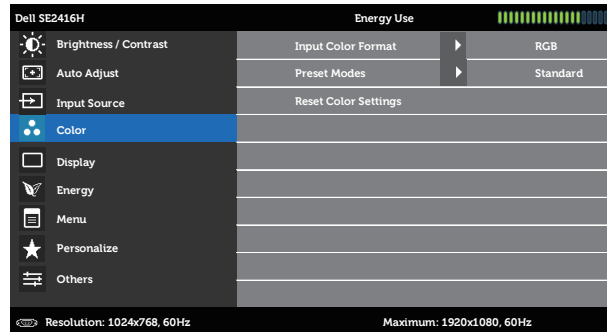 Dell SE2416H Energy Use
Brightness / Contrast Input Color Format RGB
Auto Adjust Preset Modes Standard
Input Source Reset Color Settings
Color
Display
Energy
Menu
Personalize
Others
Resolution: 1024x768, 60Hz Maximum: 1920x1080, 60Hz